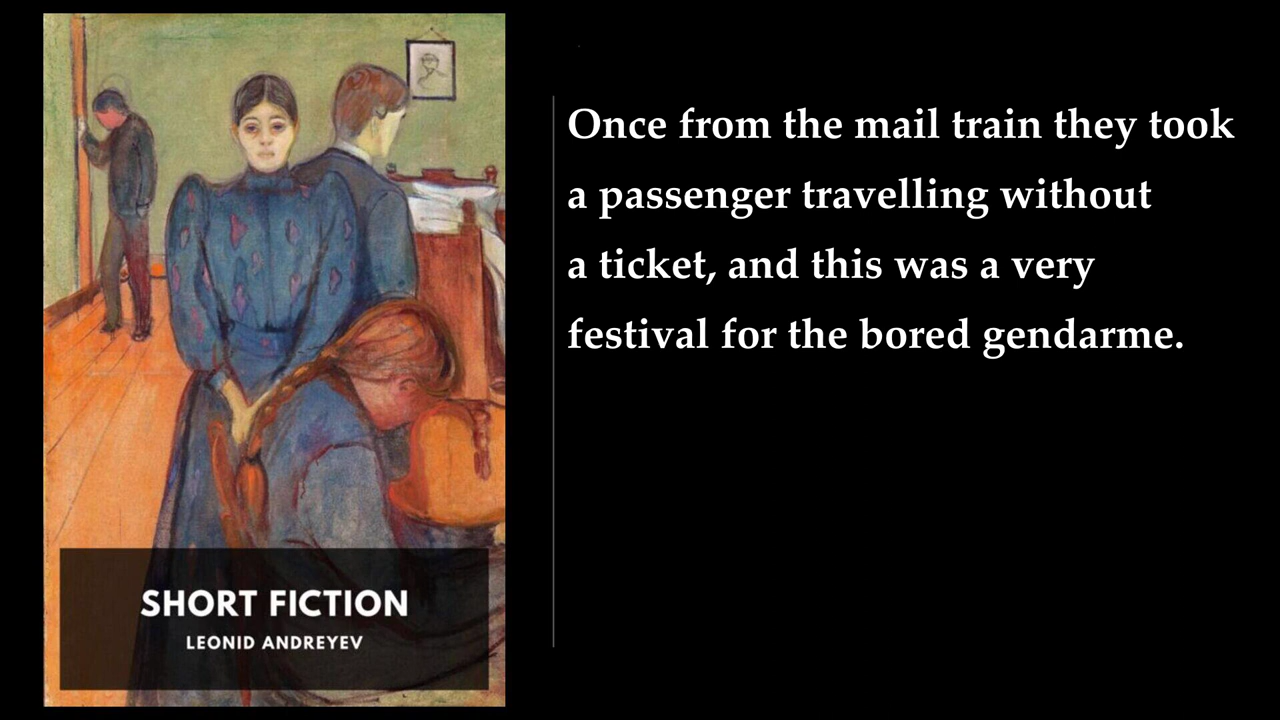 Once from the mail train they took
a passenger travelling without
a ticket, and this was a very
festival for the bored gendarme.
SHORT FICTION
LEONID ANDREYEV